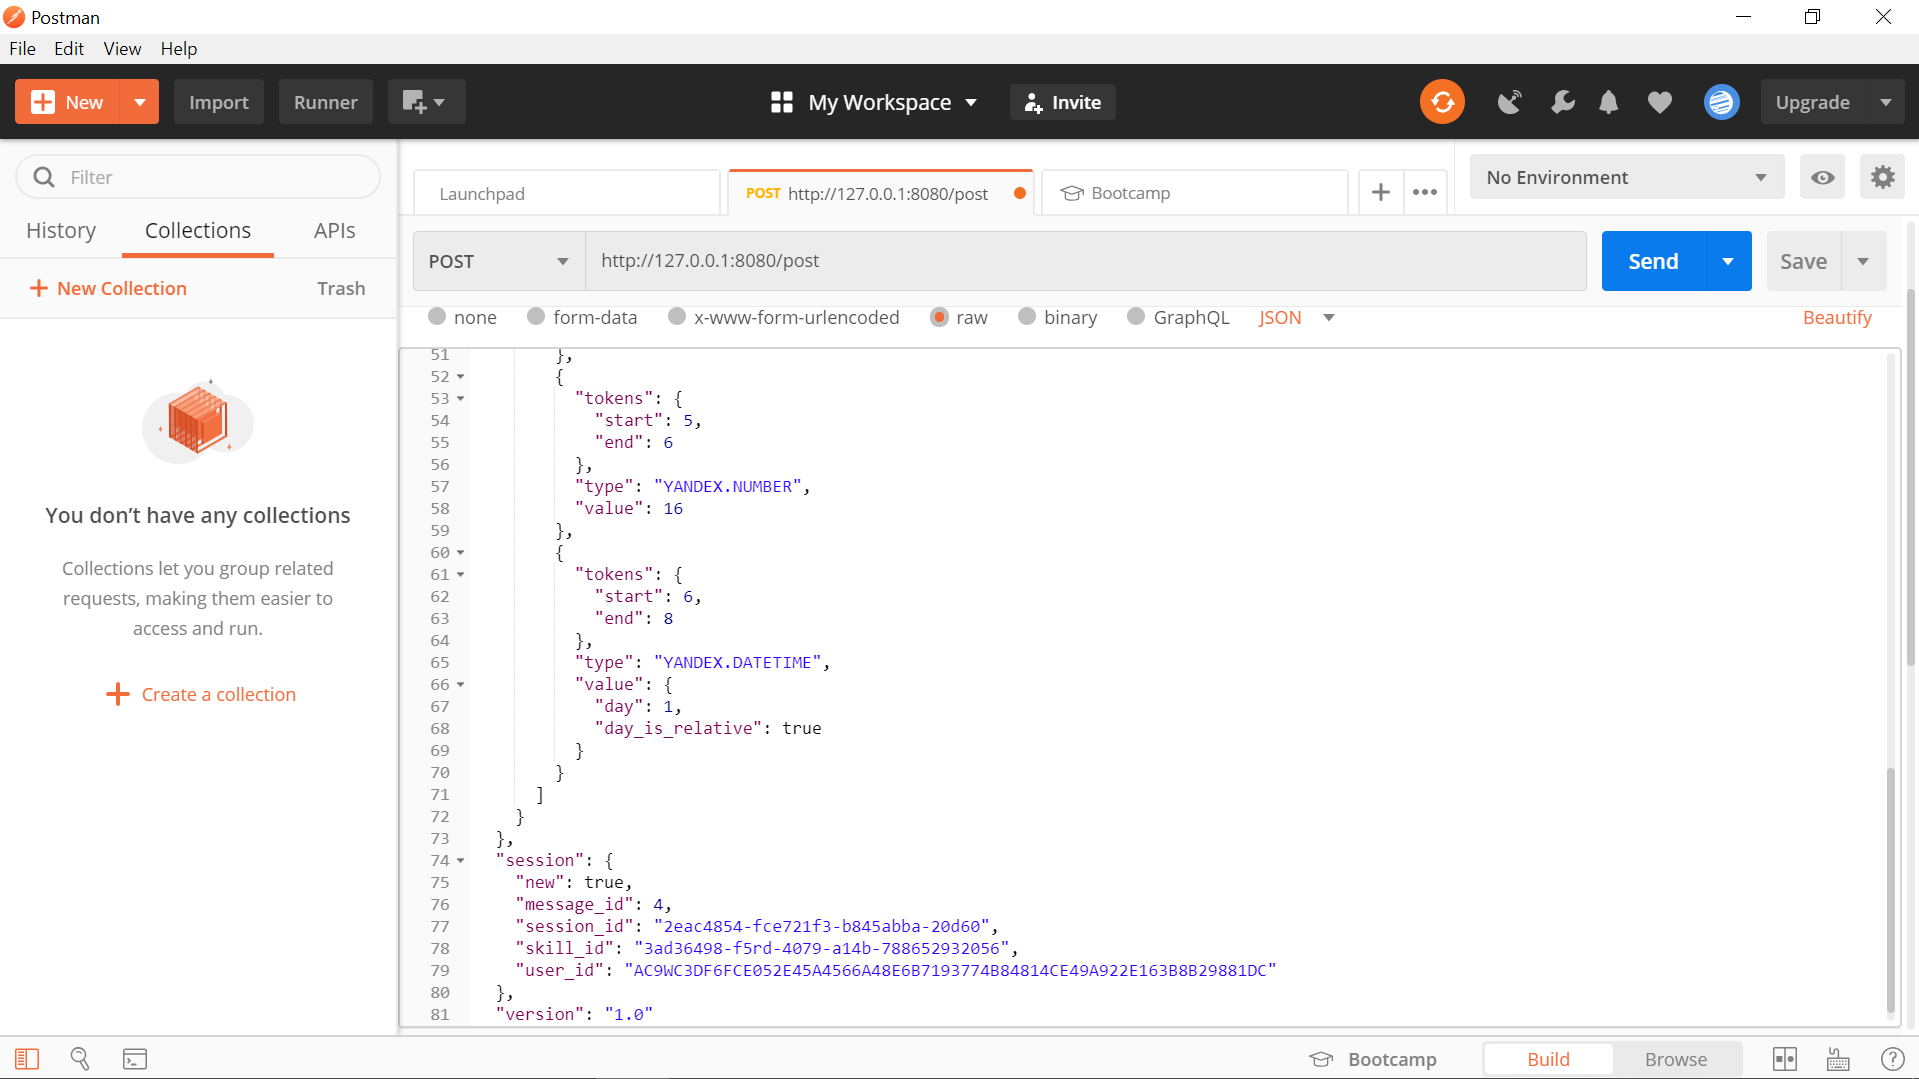 Postman
File Edit View Help
New Import Runner My Workspace Invite Upgrade
Filter
History Collections APIs
New Collection Trash
You don’t have any collections
Collections let you group related
requests, making them easier to
access and run.
Create a collection
Launchpad POST http://127.0.0.1:8080/post Bootcamp No Environment
POST http://127.0.0.1:8080/post Send Save
none form-data x-www-form-urlencoded raw binary GraphQL JSON Beautify
51 },
52 {
53 "tokens": {
54 "start": 5,
55 "end": 6
56 },
57 "type": "YANDEX.NUMBER",
58 "value": 16
59 },
60 {
61 "tokens": {
62 "start": 6,
63 "end": 8
64 },
65 "type": "YANDEX.DATETIME",
66 "value": {
67 "day": 1,
68 "day_is_relative": true
69 }
70 }
71 ]
72 }
73 },
74 "session": {
75 "new": true,
76 "message_id": 4,
77 "session_id": "2eac4854-fce721f3-b845abba-20d60",
78 "skill_id": "3ad36498-f5rd-4079-a14b-788652932056",
79 "user_id": "AC9WC3DF6FCE052E45A4566A48E6B7193774B84814CE49A922E163B8B29881DC"
80 },
81 "version": "1.0"
Bootcamp Build Browse